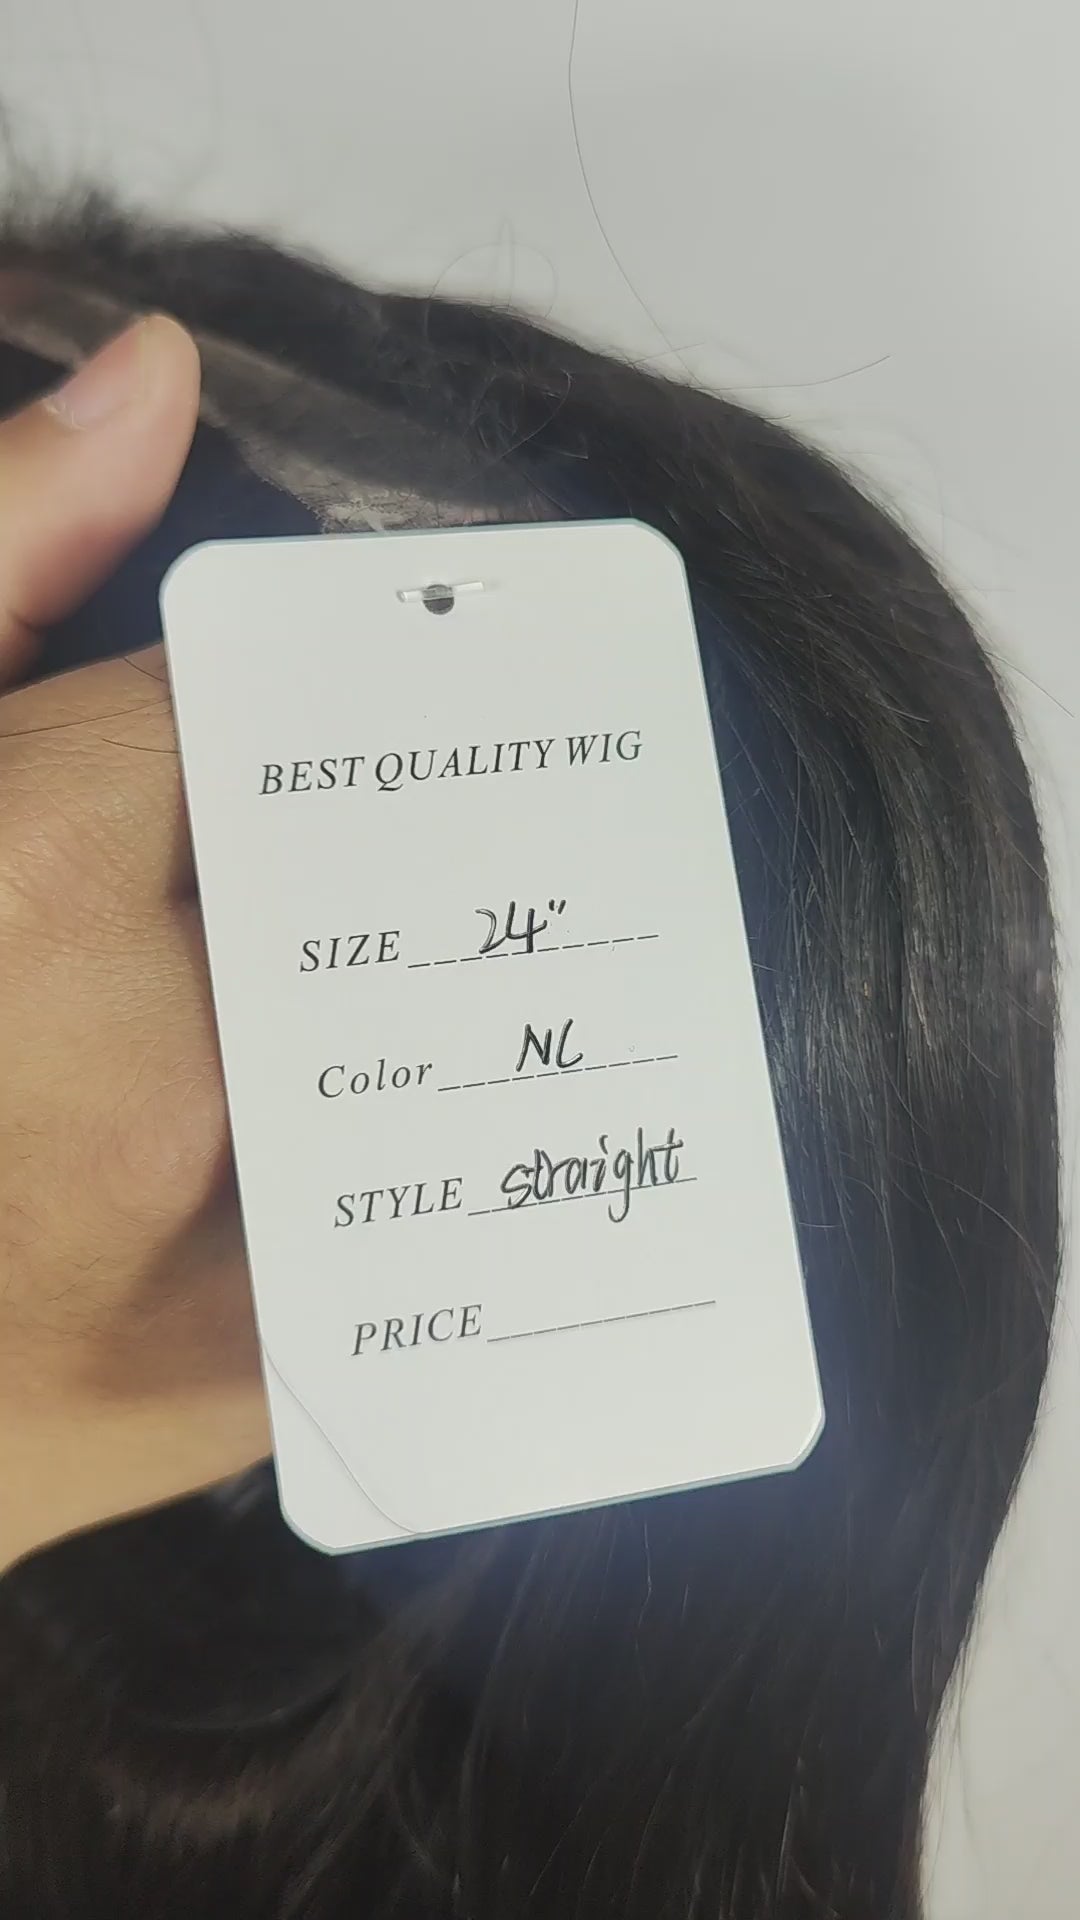 BEST QUALITY WIG
SIZE 24"
Color NC
STYLE straight
PRICE